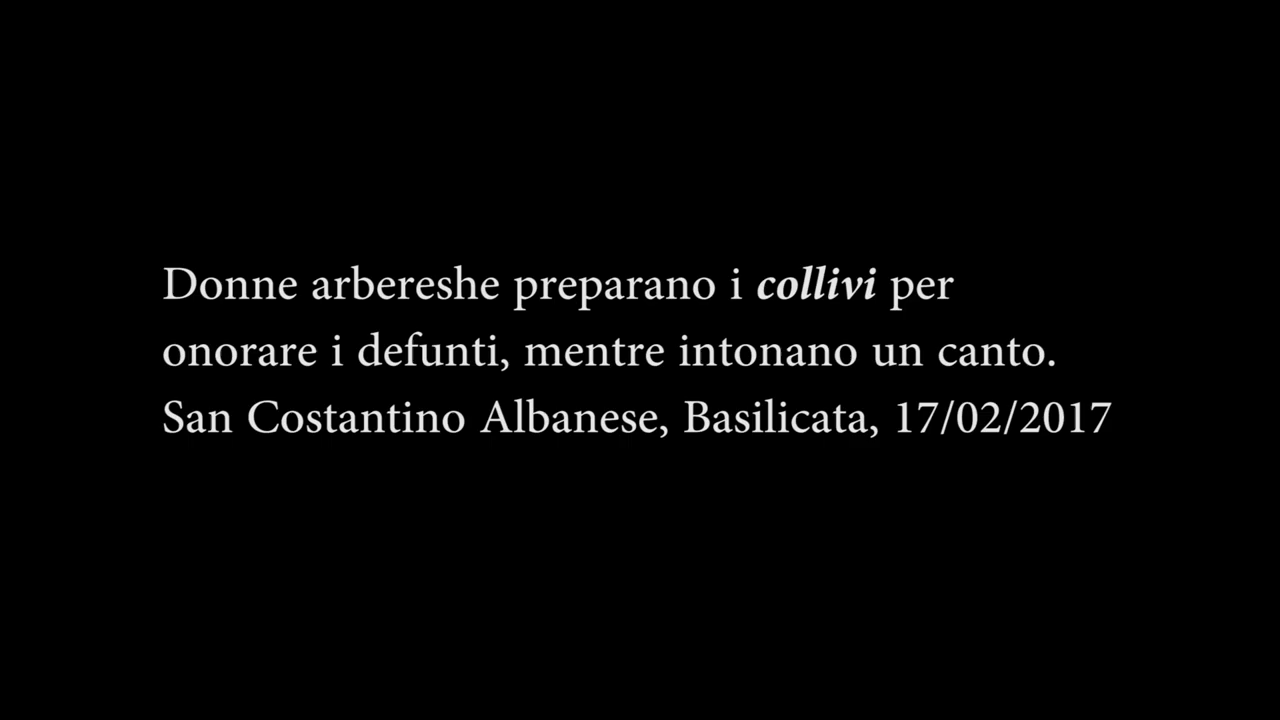 Donne arbereshe preparano i collivi per
onorare i defunti, mentre intonano un canto.
San Costantino Albanese, Basilicata, 17/02/2017